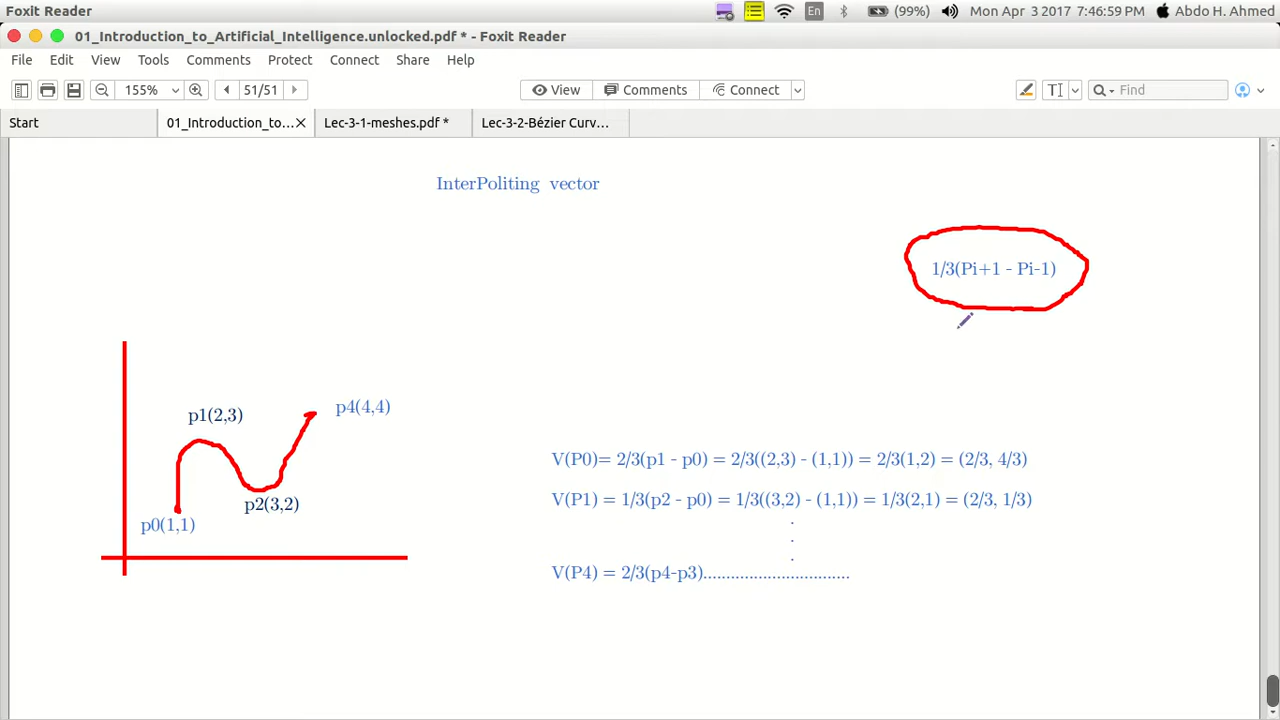 Foxit Reader En (99%) Mon Apr 3 2017 7:46:59 PM Abdo H. Ahmed
01_Introduction_to_Artificial_Intelligence.unlocked.pdf * - Foxit Reader
File Edit View Tools Comments Protect Connect Share Help
155% 51/51 View Comments Connect Find
Start 01_Introduction_to... Lec-3-1-meshes.pdf * Lec-3-2-Bézier Curv...
InterPoliting vector
1/3(Pi+1 - Pi-1)
p4(4,4)
p1(2,3)
V(P0)= 2/3(p1 - p0) = 2/3((2,3) - (1,1)) = 2/3(1,2) = (2/3, 4/3)
p2(3,2)
V(P1) = 1/3(p2 - p0) = 1/3((3,2) - (1,1)) = 1/3(2,1) = (2/3, 1/3)
p0(1,1)
.
.
.
V(P4) = 2/3(p4-p3)................................